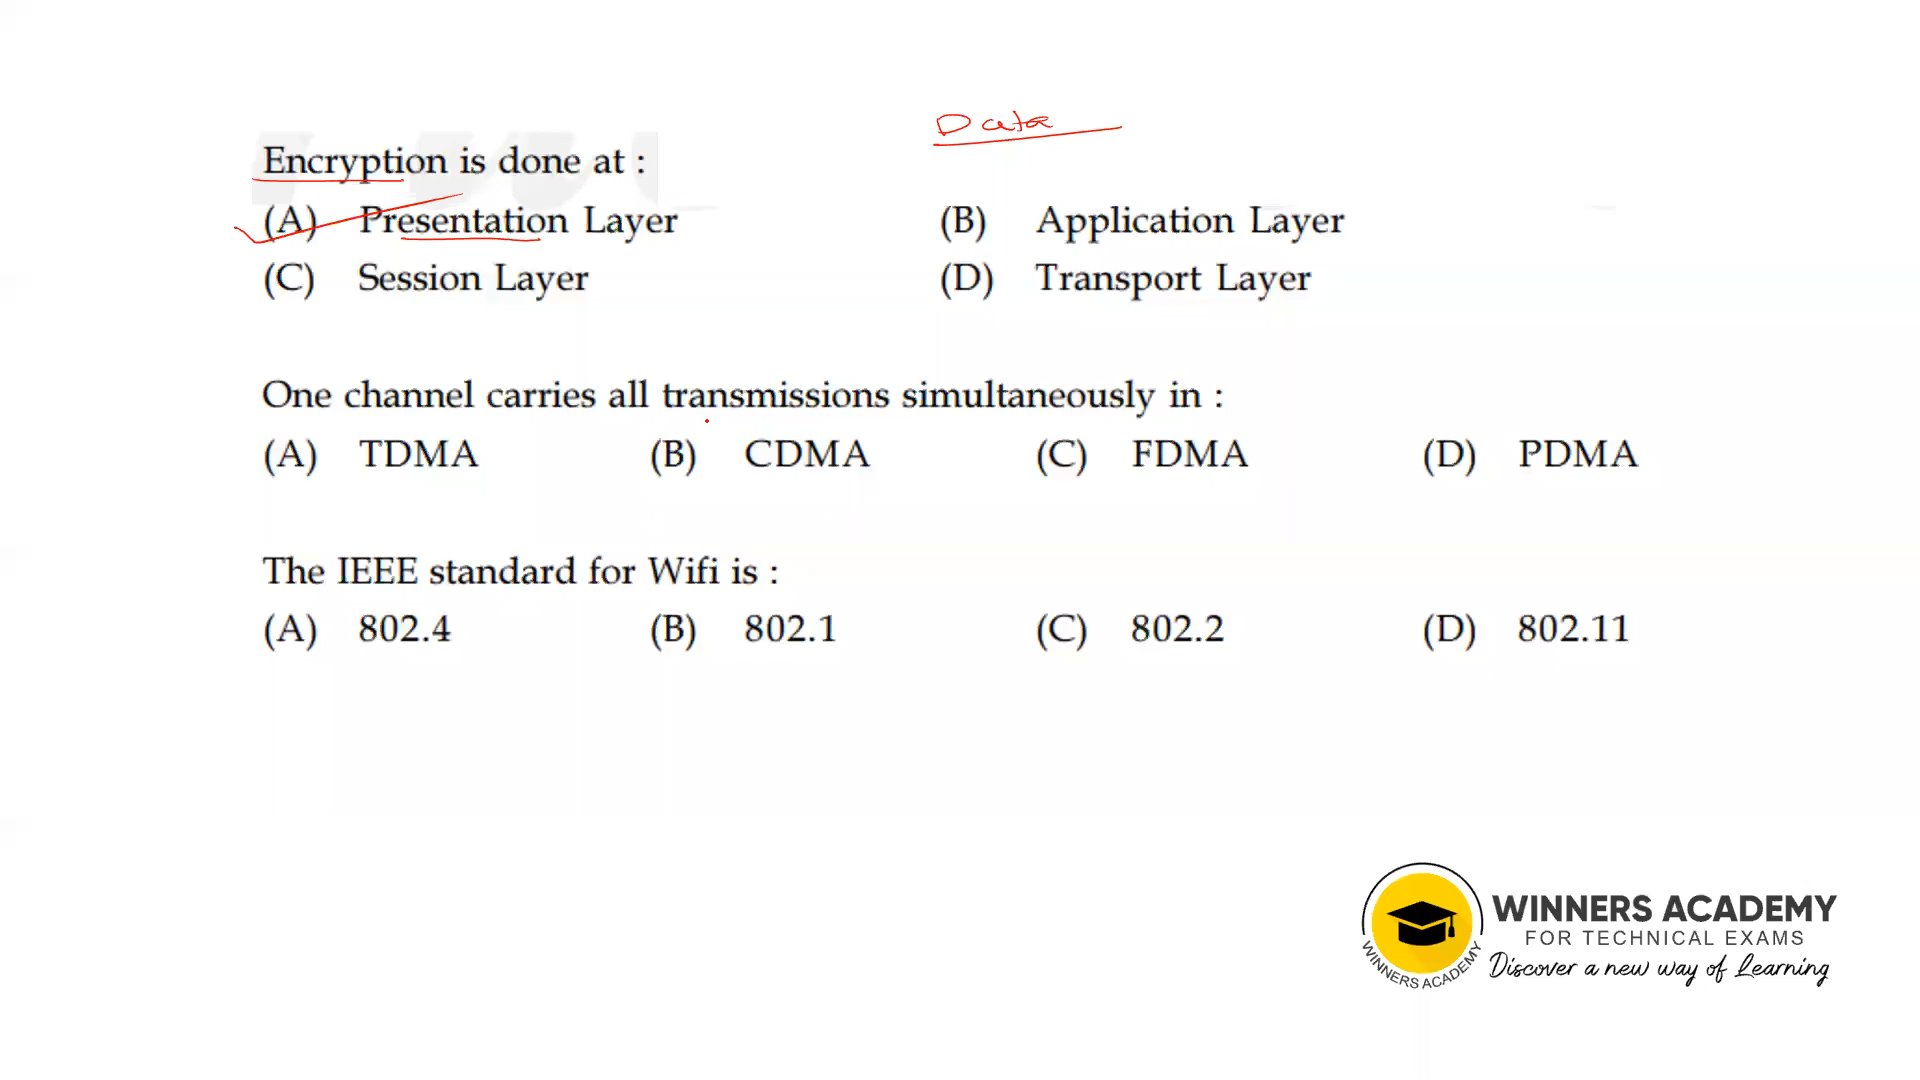 Data
Encryption is done at :
(A) Presentation Layer (B) Application Layer
(C) Session Layer (D) Transport Layer
One channel carries all transmissions simultaneously in :
(A) TDMA (B) CDMA (C) FDMA (D) PDMA
The IEEE standard for Wifi is :
(A) 802.4 (B) 802.1 (C) 802.2 (D) 802.11
WINNERS ACADEMY
FOR TECHNICAL EXAMS
Discover a new way of Learning
WINNERS ACADEMY